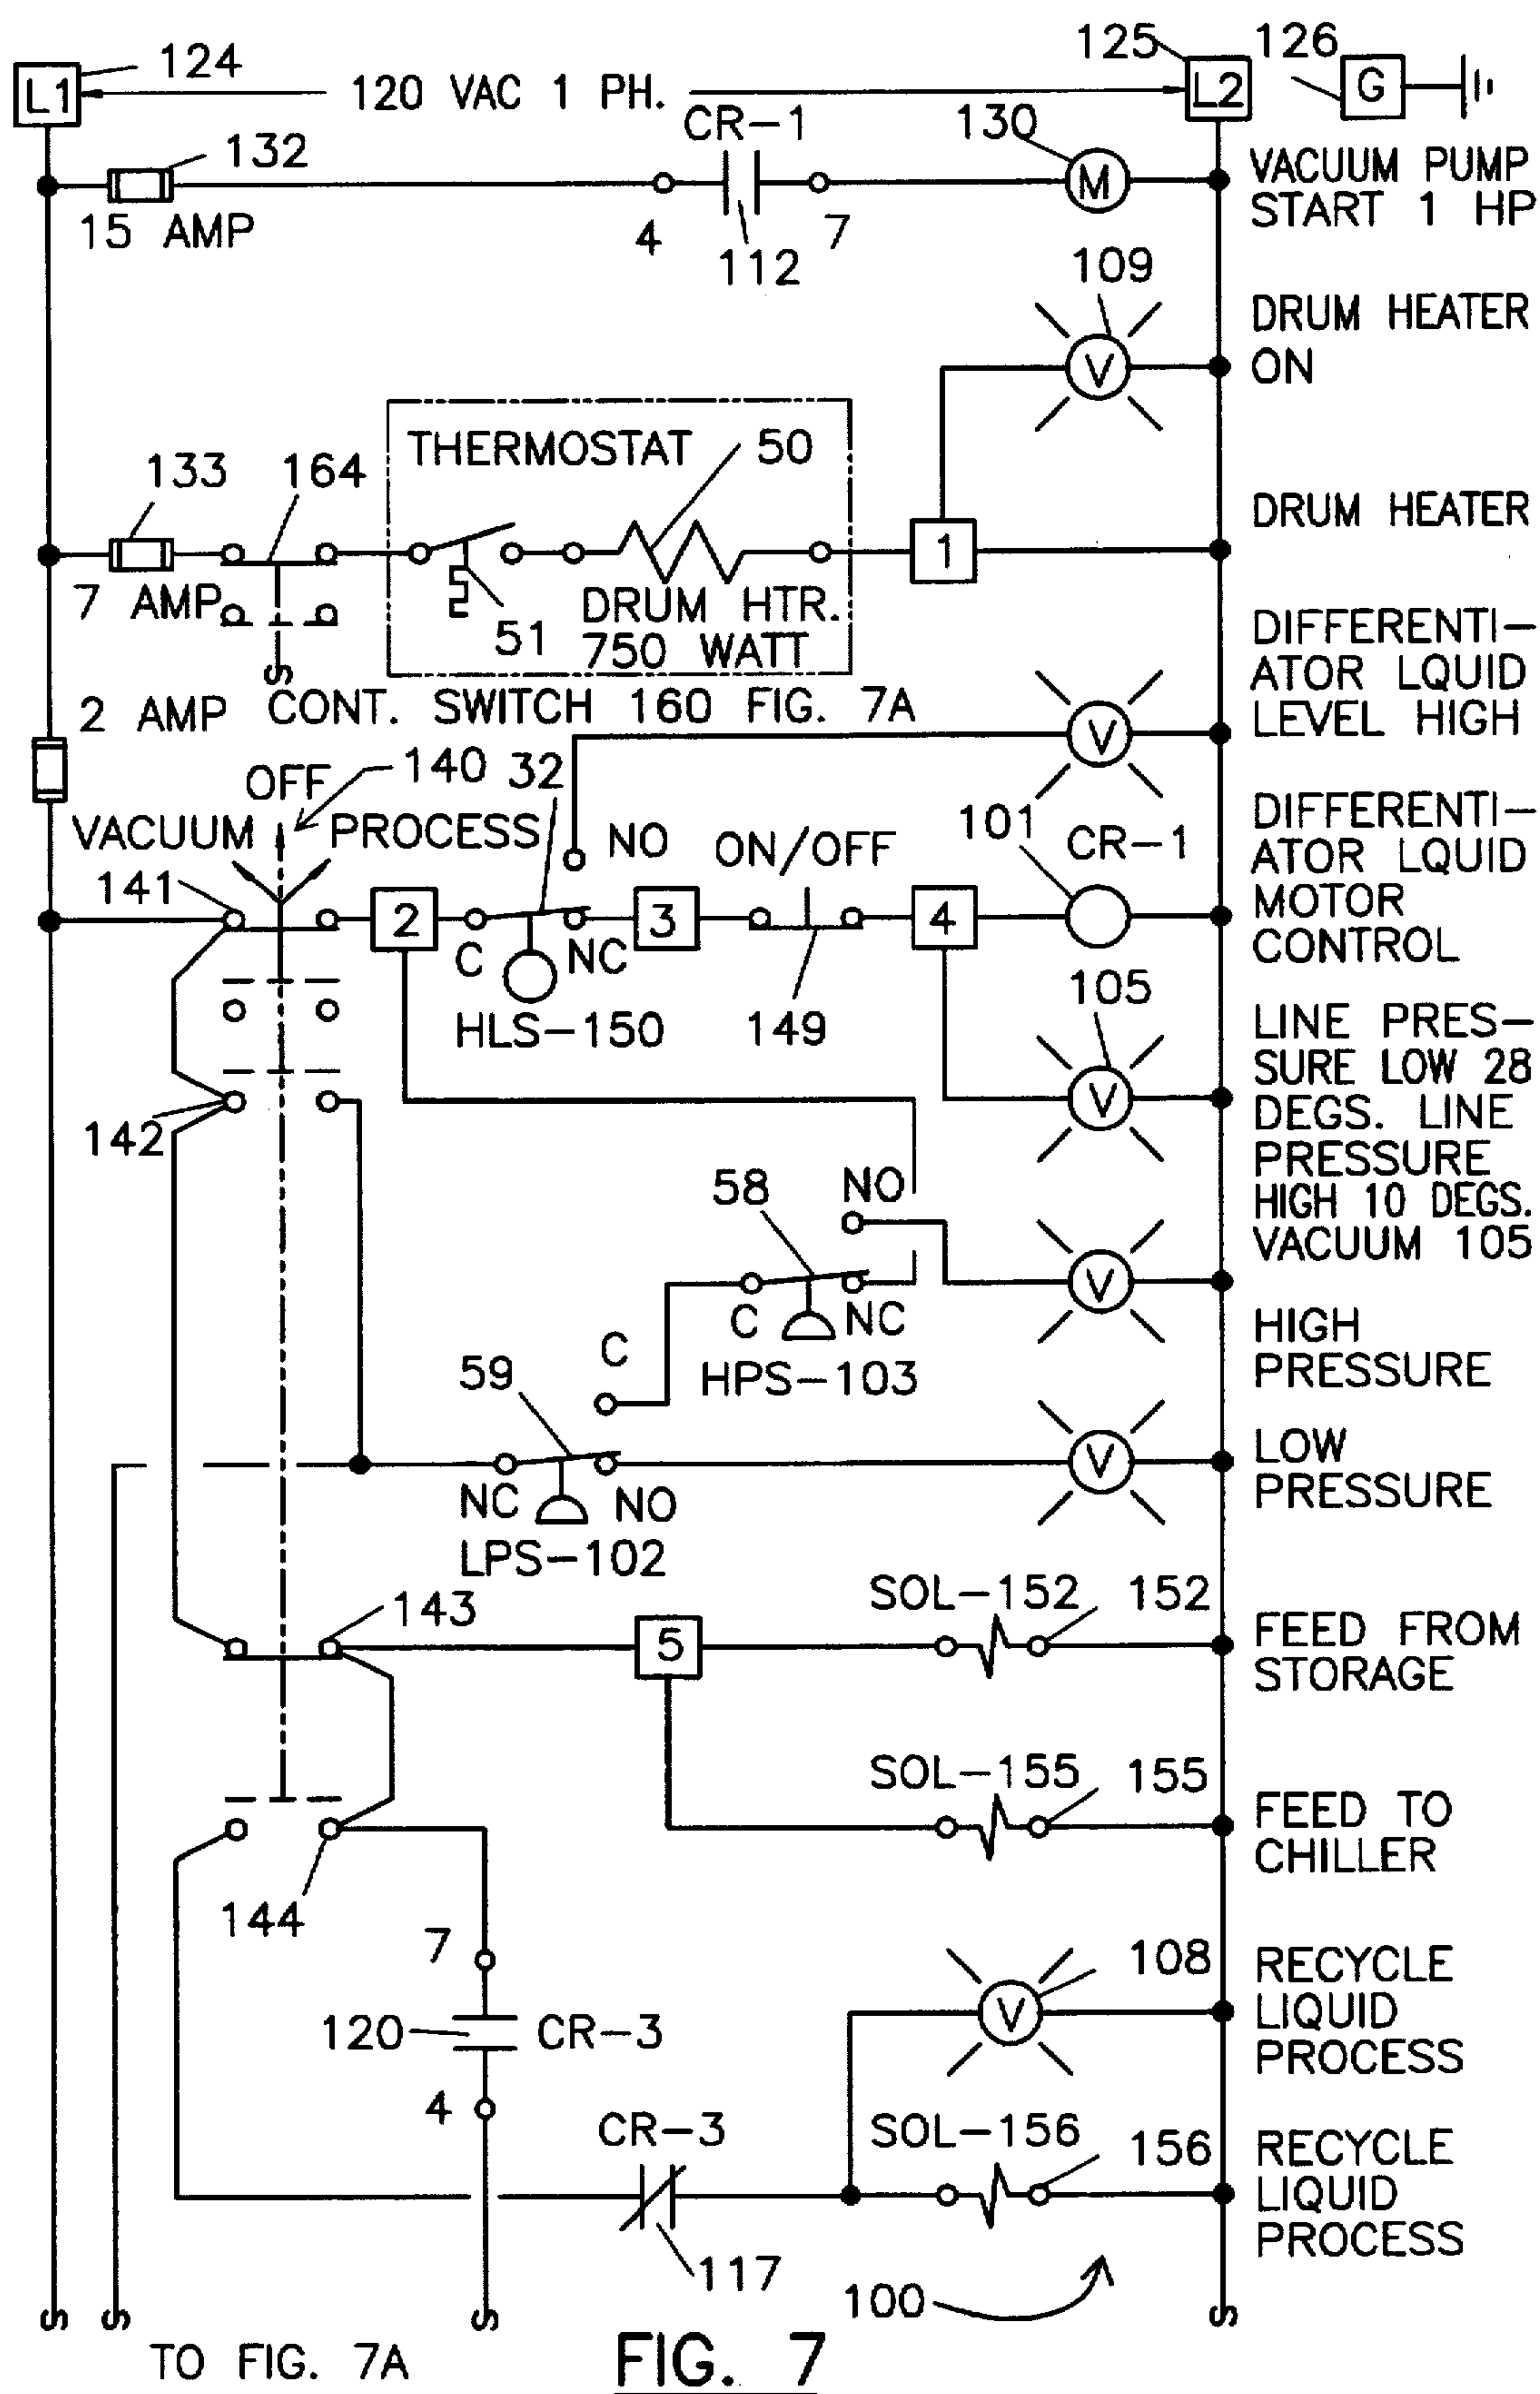 124
125
126
L1
120 VAC 1 PH.
L2
G
CR-1
130
132
M
VACUUM PUMP
START 1 HP
15 AMP
4
7
112
109
DRUM HEATER
ON
V
THERMOSTAT
50
133
164
DRUM HEATER
1
7 AMP
51
DRUM HTR.
750 WATT
S
2 AMP
CONT. SWITCH 160 FIG. 7A
DIFFERENTI-
ATOR LQUID
LEVEL HIGH
V
OFF
140
32
VACUUM
PROCESS
NO
ON/OFF
101
CR-1
DIFFERENTI-
ATOR LQUID
MOTOR
CONTROL
141
2
C
NC
3
4
HLS-150
149
105
V
LINE PRES-
SURE LOW 28
DEGS. LINE
PRESSURE
HIGH 10 DEGS.
VACUUM 105
142
58
NO
C
NC
V
HPS-103
HIGH
PRESSURE
59
C
NC
NO
V
LOW
PRESSURE
LPS-102
143
5
SOL-152
152
FEED FROM
STORAGE
SOL-155
155
FEED TO
CHILLER
144
7
120
CR-3
4
108
V
RECYCLE
LIQUID
PROCESS
CR-3
SOL-156
156
RECYCLE
LIQUID
PROCESS
117
100
S
S
S
S
TO FIG. 7A
FIG. 7